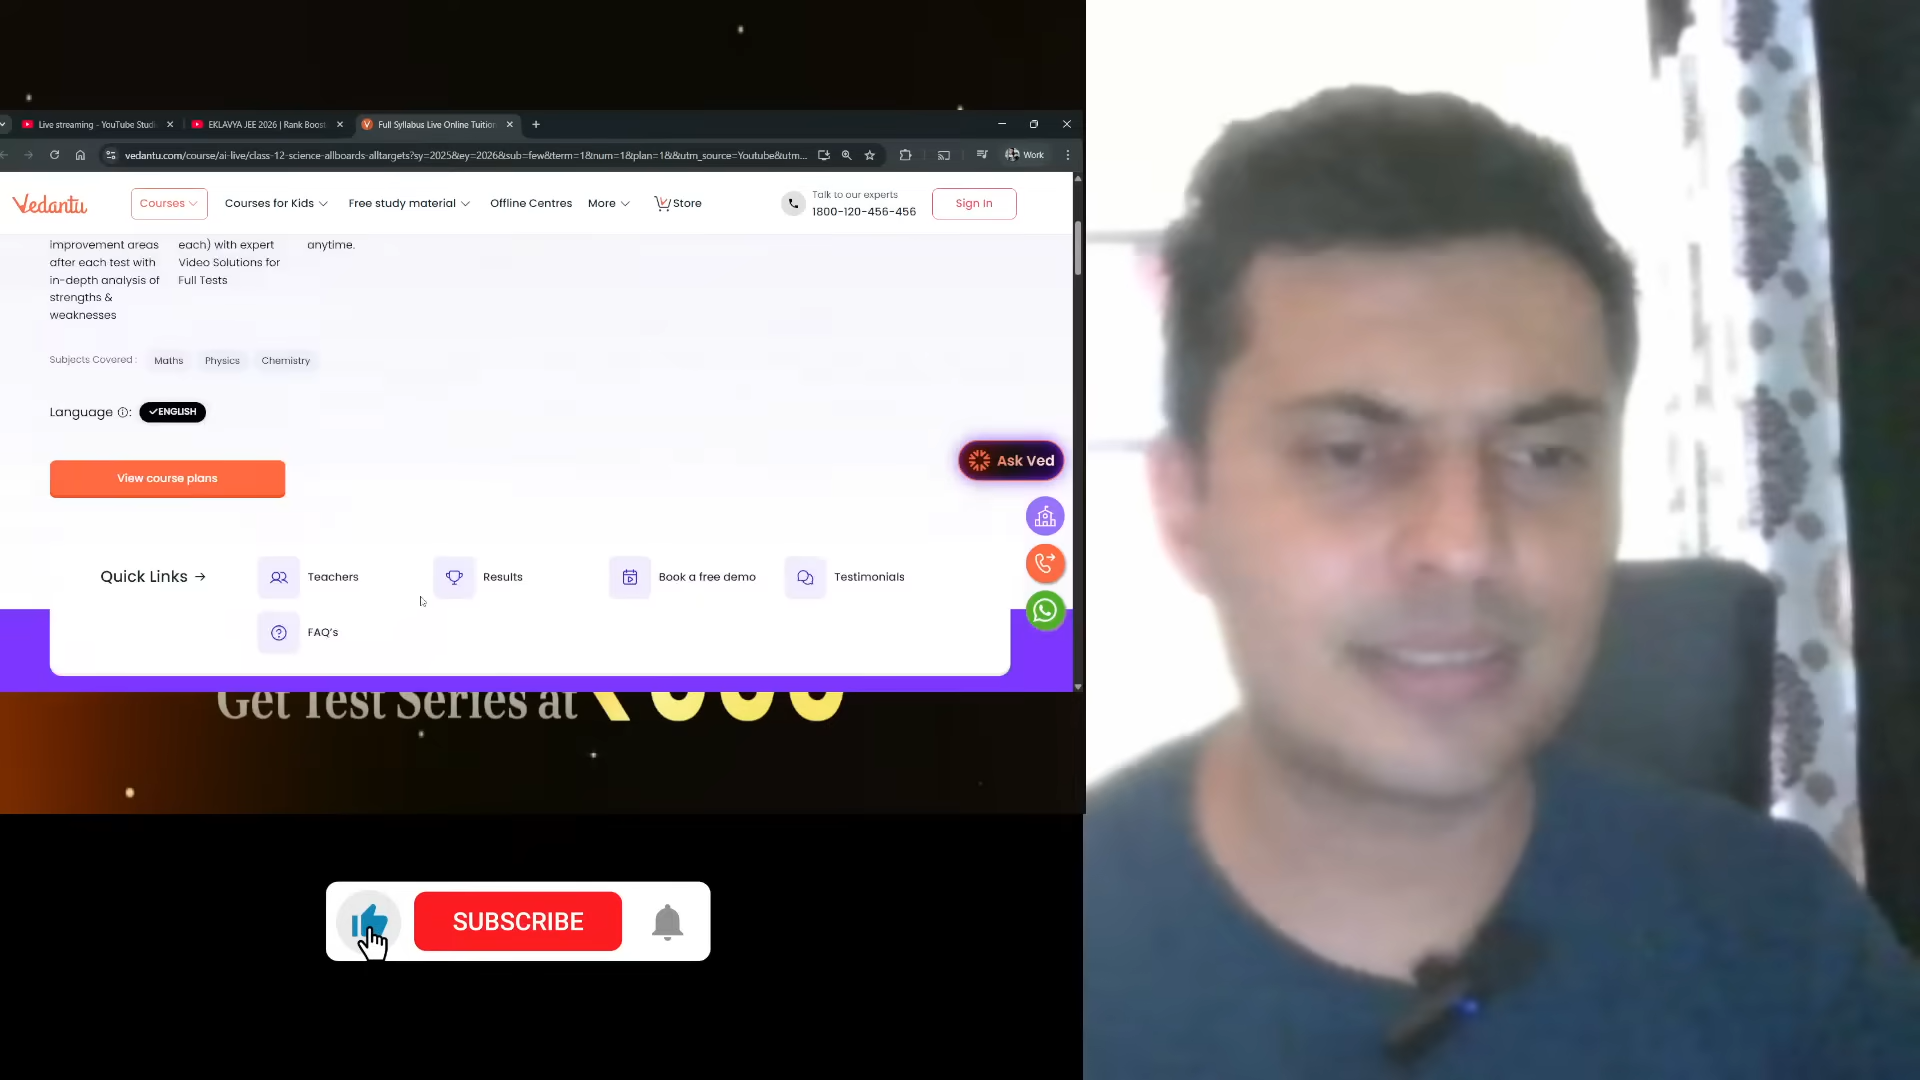 Live streaming - YouTube Studi
EKLAVYA JEE 2026 | Rank Boost
Full Syllabus Live Online Tuition
vedantu.com/course/ai-live/class-12-science-allboards-alltargets?sy=2025&ey=2026&sub=few&term=1&num=1&plan=1&&utm_source=Youtube&utm...
Work
Vedantu
Courses
Courses for Kids
Free study material
Offline Centres
More
Store
Talk to our experts
1800-120-456-456
Sign In
improvement areas
after each test with
in-depth analysis of
strengths &
weaknesses
each) with expert
Video Solutions for
Full Tests
anytime.
Subjects Covered : Maths Physics Chemistry
Language : ENGLISH
View course plans
Ask Ved
Quick Links → Teachers Results Book a free demo Testimonials
FAQ's
Get Test Series at
SUBSCRIBE